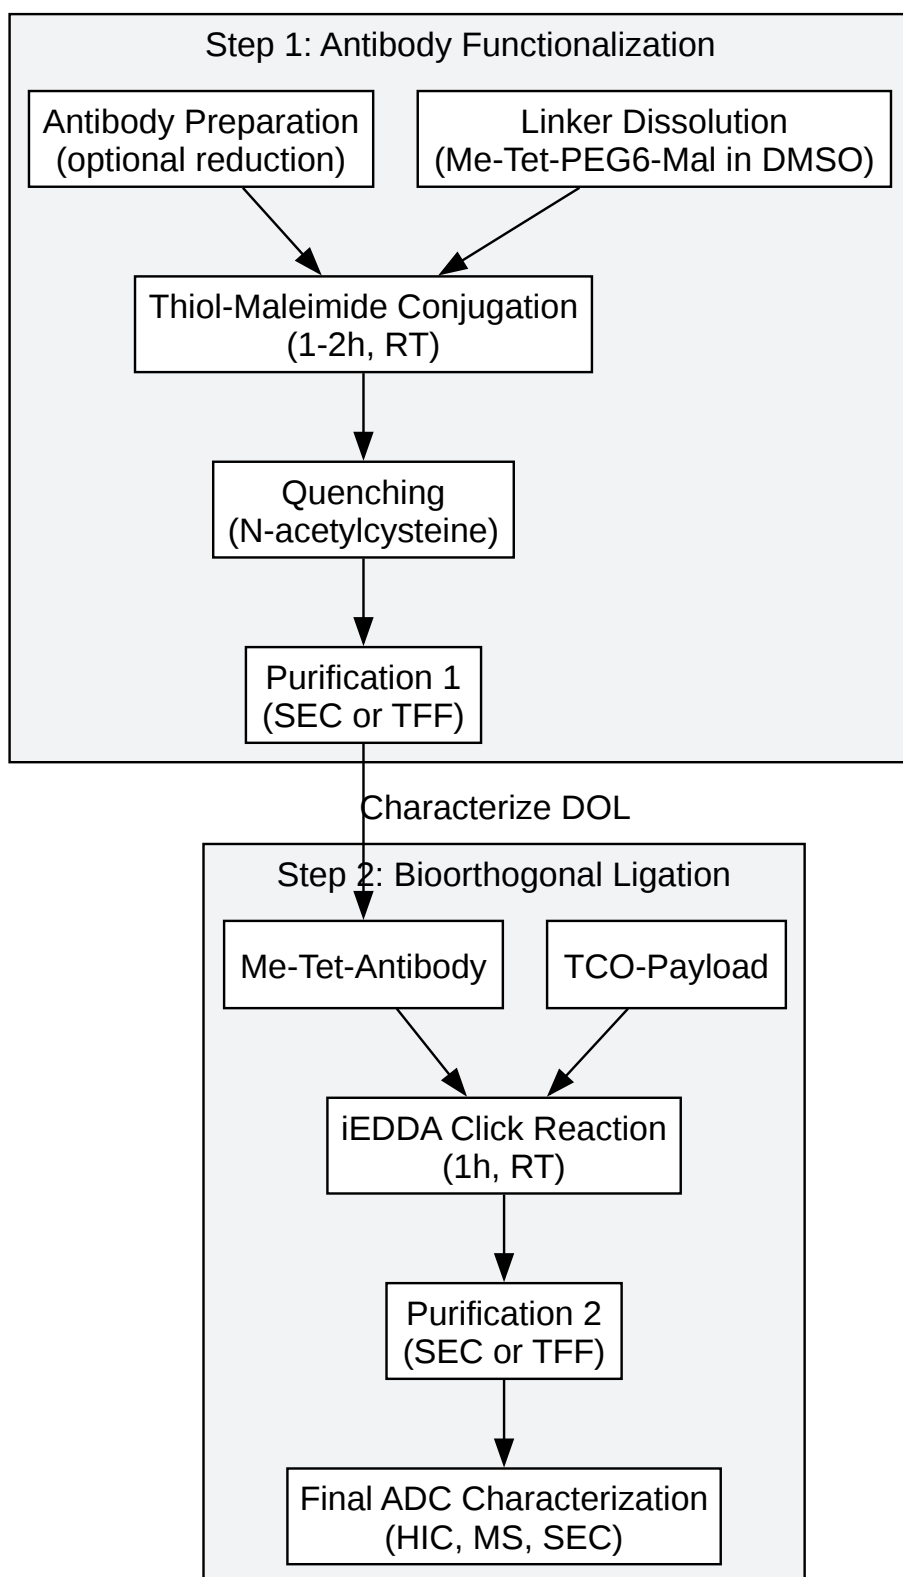 Step 1: Antibody Functionalization
Antibody Preparation
(optional reduction)
Linker Dissolution
(Me-Tet-PEG6-Mal in DMSO)
Thiol-Maleimide Conjugation
(1-2h, RT)
Quenching
(N-acetylcysteine)
Purification 1
(SEC or TFF)
Characterize DOL
Step 2: Bioorthogonal Ligation
Me-Tet-Antibody
TCO-Payload
iEDDA Click Reaction
(1h, RT)
Purification 2
(SEC or TFF)
Final ADC Characterization
(HIC, MS, SEC)